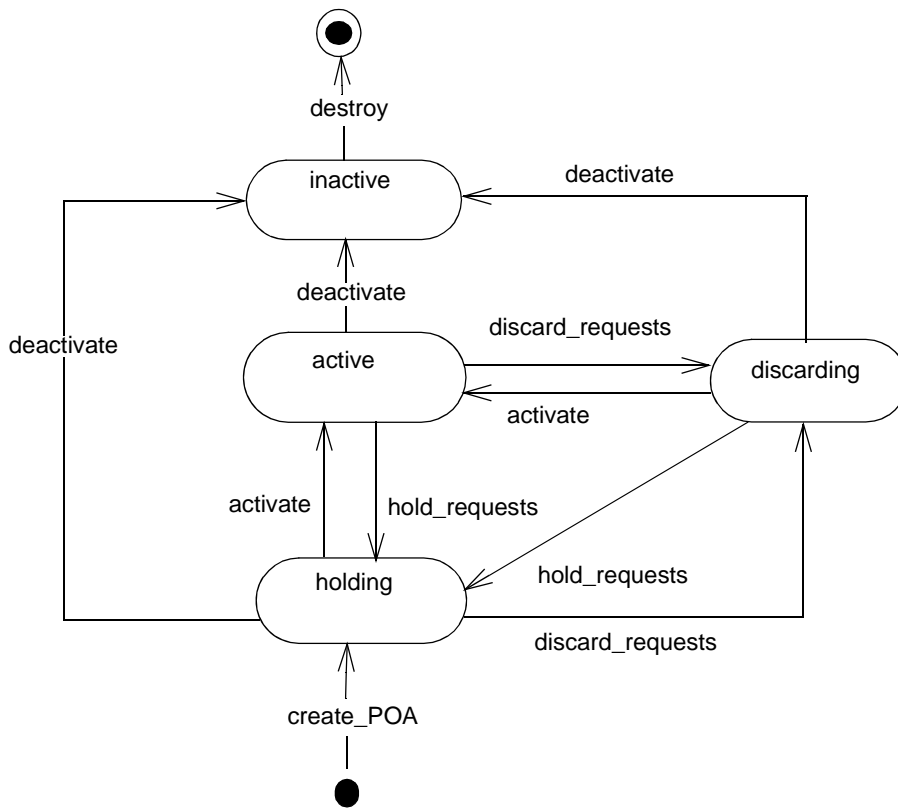 destroy
inactive
deactivate
deactivate
deactivate
discard_requests
active
discarding
activate
activate
hold_requests
holding
hold_requests
discard_requests
create_POA